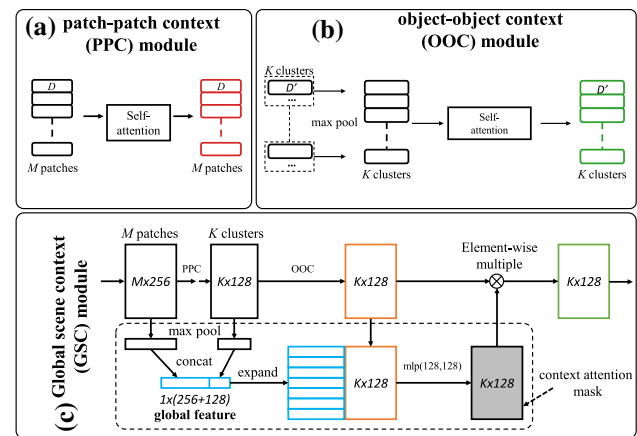 (a) patch-patch context
(PPC) module
D
Self-
attention
D
M patches
M patches
(b) object-object context
(OOC) module
K clusters
D'
...
max pool
...
K clusters
Self-
attention
D'
K clusters
(c) Global scene context
(GSC) module
M patches
K clusters
Mx256
PPC
Kx128
OOC
Kx128
Element-wise
multiple
Kx128
max pool
concat
expand
1x(256+128)
global feature
Kx128
mlp(128,128)
Kx128
context attention
mask